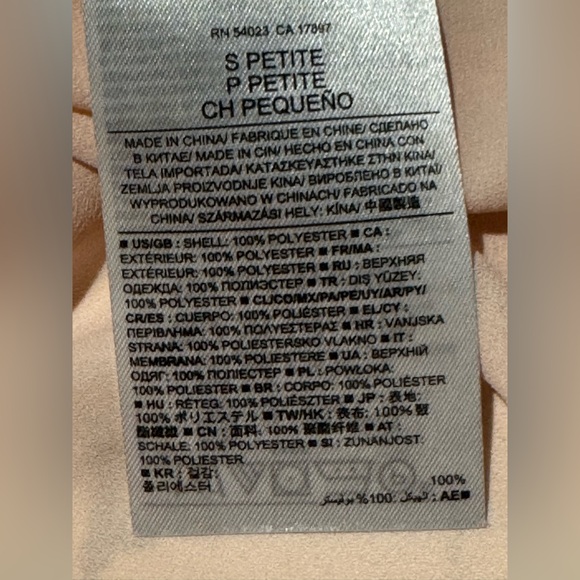 RN 54023 CA 17897
S PETITE
P PETITE
CH PEQUEÑO
MADE IN CHINA/ FABRIQUE EN CHINE/ СДЕЛАНО
В КИТАЕ/ MADE IN CIN/ HECHO EN CHINA CON
TELA IMPORTADA/ ΚΑΤΑΣΚΕΥΑΣΤΗΚΕ ΣΤΗΝ ΚΙΝΑ/
ZEMLJA PROIZVODNJE KINA/ ВИРОБЛЕНО В КИТАЇ/
WYPRODUKOWANO W CHINACH/ FABRICADO NA
CHINA/ SZÁRMAZÁSI HELY: KÍNA/ 中國製造
■ US/GB : SHELL: 100% POLYESTER ■ CA :
EXTÉRIEUR: 100% POLYESTER ■ FR/MA :
EXTÉRIEUR: 100% POLYESTER ■ RU : ВЕРХНЯЯ
ОДЕЖДА: 100% ПОЛИЭСТЕР ■ TR : DIŞ YÜZEY:
100% POLYESTER ■ CL/CO/MX/PA/PE/UY/AR/PY/
CR/ES : CUERPO: 100% POLIÉSTER ■ EL/CY :
ΠΕΡΙΒΛΗΜΑ: 100% ΠΟΛΥΕΣΤΕΡΑΣ ■ HR : VANJSKA
STRANA: 100% POLIESTERSKO VLAKNO ■ IT :
MEMBRANA: 100% POLIESTERE ■ UA : ВЕРХНІЙ
ОДЯГ: 100% ПОЛІЕСТЕР ■ PL : POWŁOKA:
100% POLIESTER ■ BR : CORPO: 100% POLIÉSTER
■ HU : RÉTEG: 100% POLIÉSZTER ■ JP : 表地:
100% ポリエステル ■ TW/HK : 表布: 100% 聚
酯纖維 ■ CN : 面料: 100% 聚酯纤维 ■ AT :
SCHALE: 100% POLYESTER ■ SI : ZUNANJOST:
100% POLIESTER
■ KR : 겉감:
폴리에스터 100%
■AE : الهيكل: 100% بوليستر